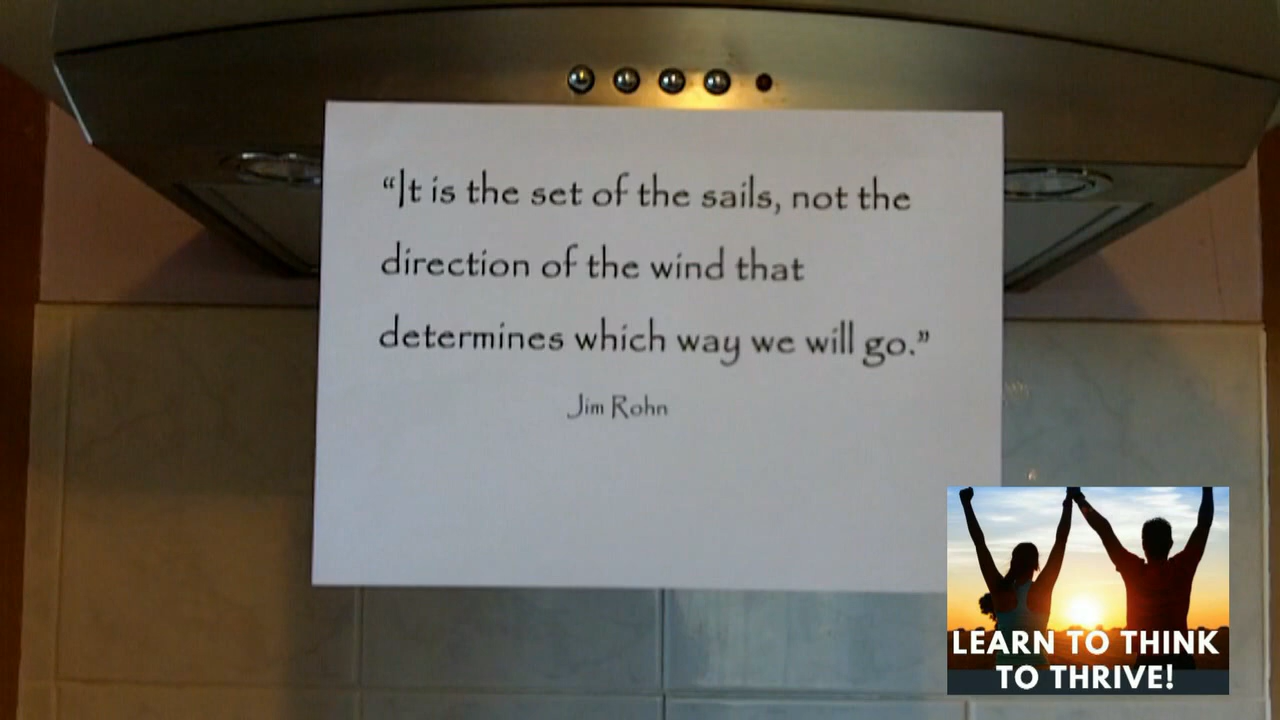 “It is the set of the sails, not the
direction of the wind that
determines which way we will go.”
Jim Rohn
LEARN TO THINK
TO THRIVE!